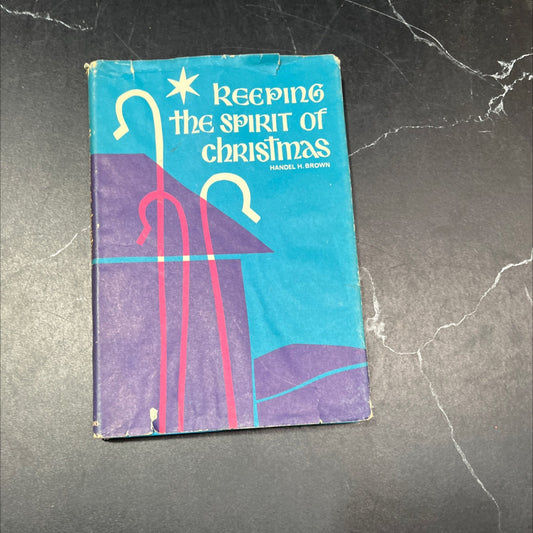 Keeping
the Spirit of
Christmas
HANDEL H. BROWN